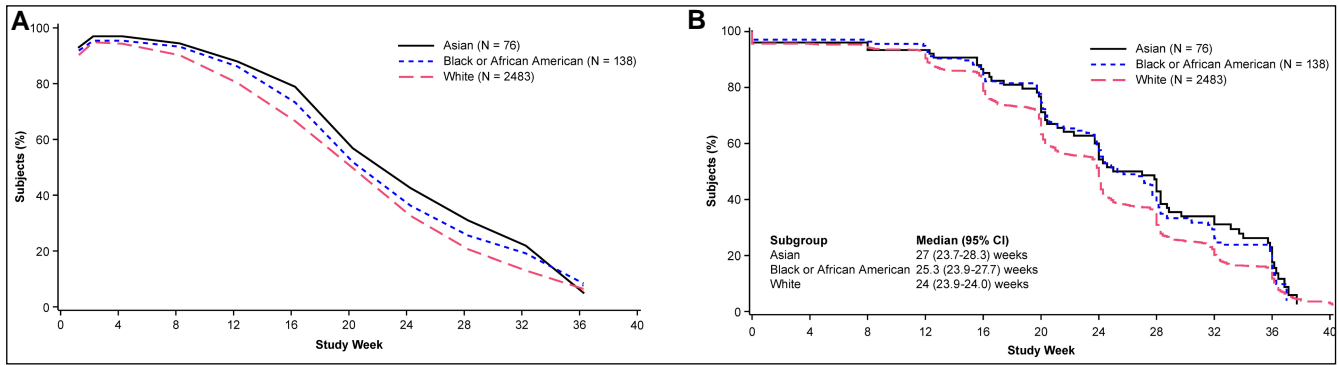 A
100
80
60
40
20
0
Subjects (%)
0 4 8 12 16 20 24 28 32 36 40
Study Week
Asian (N = 76)
Black or African American (N = 138)
White (N = 2483)
B
100
80
60
40
20
0
Subjects (%)
Asian (N = 76)
Black or African American (N = 138)
White (N = 2483)
Subgroup Median (95% CI)
Asian 27 (23.7-28.3) weeks
Black or African American 25.3 (23.9-27.7) weeks
White 24 (23.9-24.0) weeks
0 4 8 12 16 20 24 28 32 36 40
Study Week